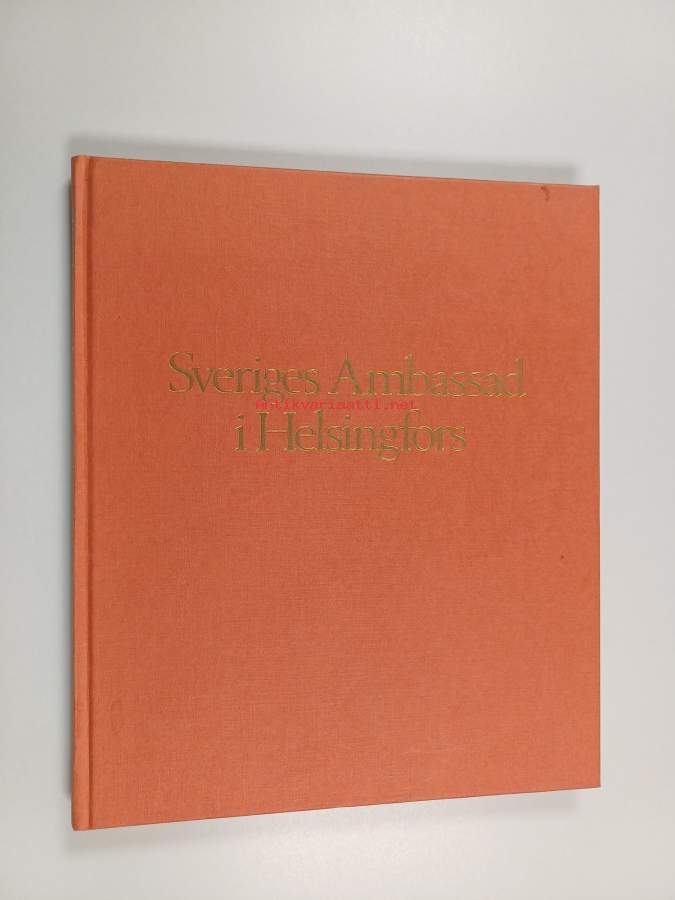 Sveriges Ambassad
antikvariaatti.net
i Helsingfors